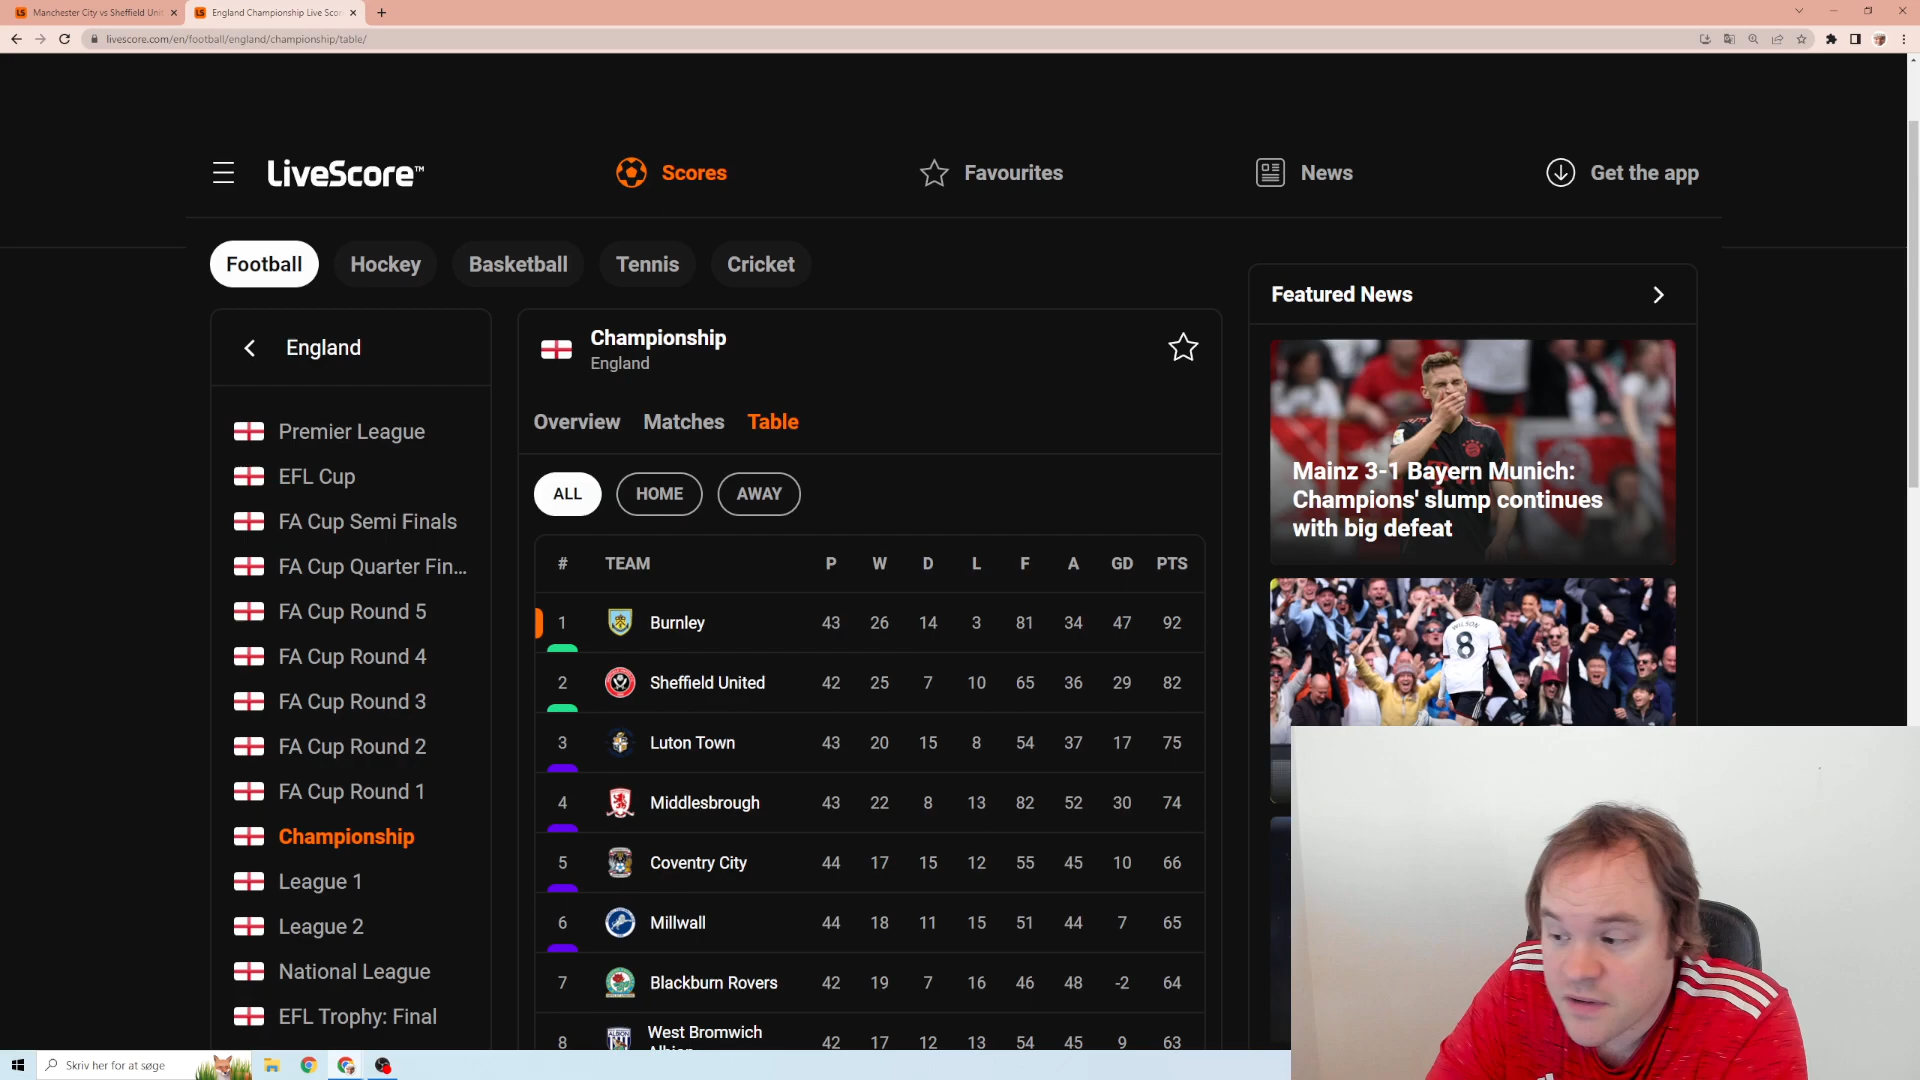 Manchester City vs Sheffield Unit
England Championship Live Scor
livescore.com/en/football/england/championship/table/
LiveScore™
Scores
Favourites
News
Get the app
Football
Hockey
Basketball
Tennis
Cricket
England
Premier League
EFL Cup
FA Cup Semi Finals
FA Cup Quarter Fin...
FA Cup Round 5
FA Cup Round 4
FA Cup Round 3
FA Cup Round 2
FA Cup Round 1
Championship
League 1
League 2
National League
EFL Trophy: Final
Championship
England
Overview Matches Table
ALL HOME AWAY
# TEAM P W D L F A GD PTS
1 Burnley 43 26 14 3 81 34 47 92
2 Sheffield United 42 25 7 10 65 36 29 82
3 Luton Town 43 20 15 8 54 37 17 75
4 Middlesbrough 43 22 8 13 82 52 30 74
5 Coventry City 44 17 15 12 55 45 10 66
6 Millwall 44 18 11 15 51 44 7 65
7 Blackburn Rovers 42 19 7 16 46 48 -2 64
8 West Bromwich Albion 42 17 12 13 54 45 9 63
Featured News
Mainz 3-1 Bayern Munich:
Champions' slump continues
with big defeat
WILSON
8
Skriv her for at søge